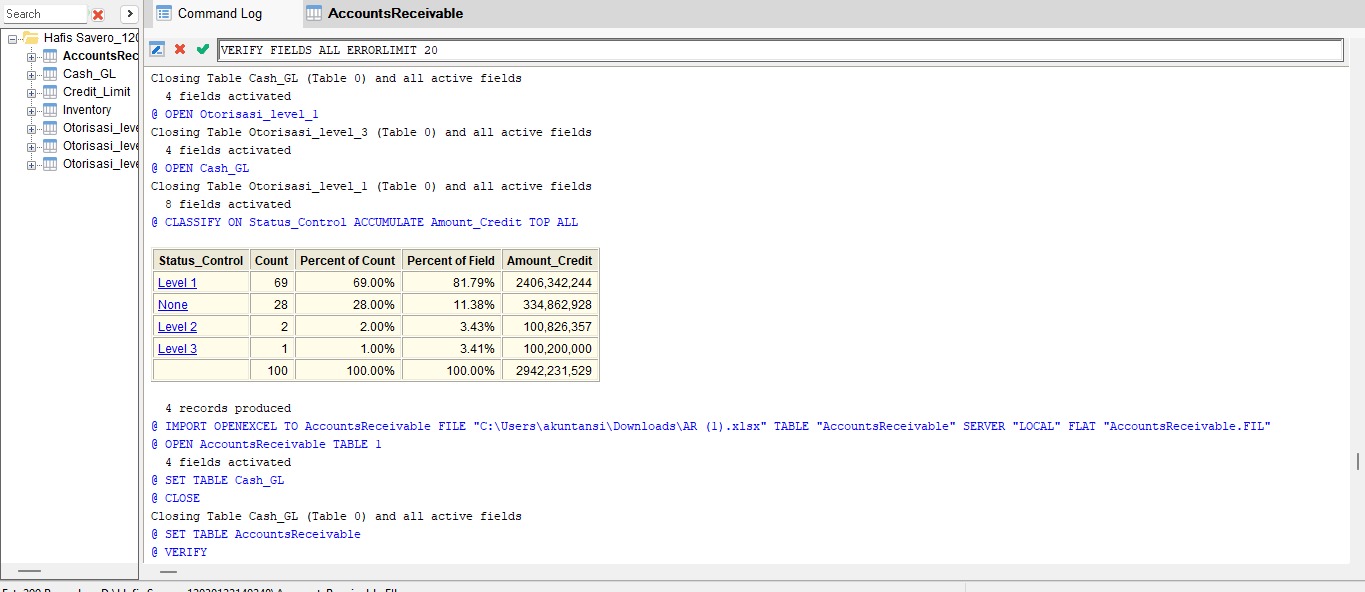 Search
Command Log
AccountsReceivable
Hafis Savero_120
AccountsRec
Cash_GL
Credit_Limit
Inventory
Otorisasi_leve
Otorisasi_leve
Otorisasi_leve
VERIFY FIELDS ALL ERRORLIMIT 20
Closing Table Cash_GL (Table 0) and all active fields
4 fields activated
@ OPEN Otorisasi_level_1
Closing Table Otorisasi_level_3 (Table 0) and all active fields
4 fields activated
@ OPEN Cash_GL
Closing Table Otorisasi_level_1 (Table 0) and all active fields
8 fields activated
@ CLASSIFY ON Status_Control ACCUMULATE Amount_Credit TOP ALL
Status_Control Count Percent of Count Percent of Field Amount_Credit
Level 1 69 69.00% 81.79% 2406,342,244
None 28 28.00% 11.38% 334,862,928
Level 2 2 2.00% 3.43% 100,826,357
Level 3 1 1.00% 3.41% 100,200,000
100 100.00% 100.00% 2942,231,529
4 records produced
@ IMPORT OPENEXCEL TO AccountsReceivable FILE "C:\Users\akuntansi\Downloads\AR (1).xlsx" TABLE "AccountsReceivable" SERVER "LOCAL" FLAT "AccountsReceivable.FIL"
@ OPEN AccountsReceivable TABLE 1
4 fields activated
@ SET TABLE Cash_GL
@ CLOSE
Closing Table Cash_GL (Table 0) and all active fields
@ SET TABLE AccountsReceivable
@ VERIFY